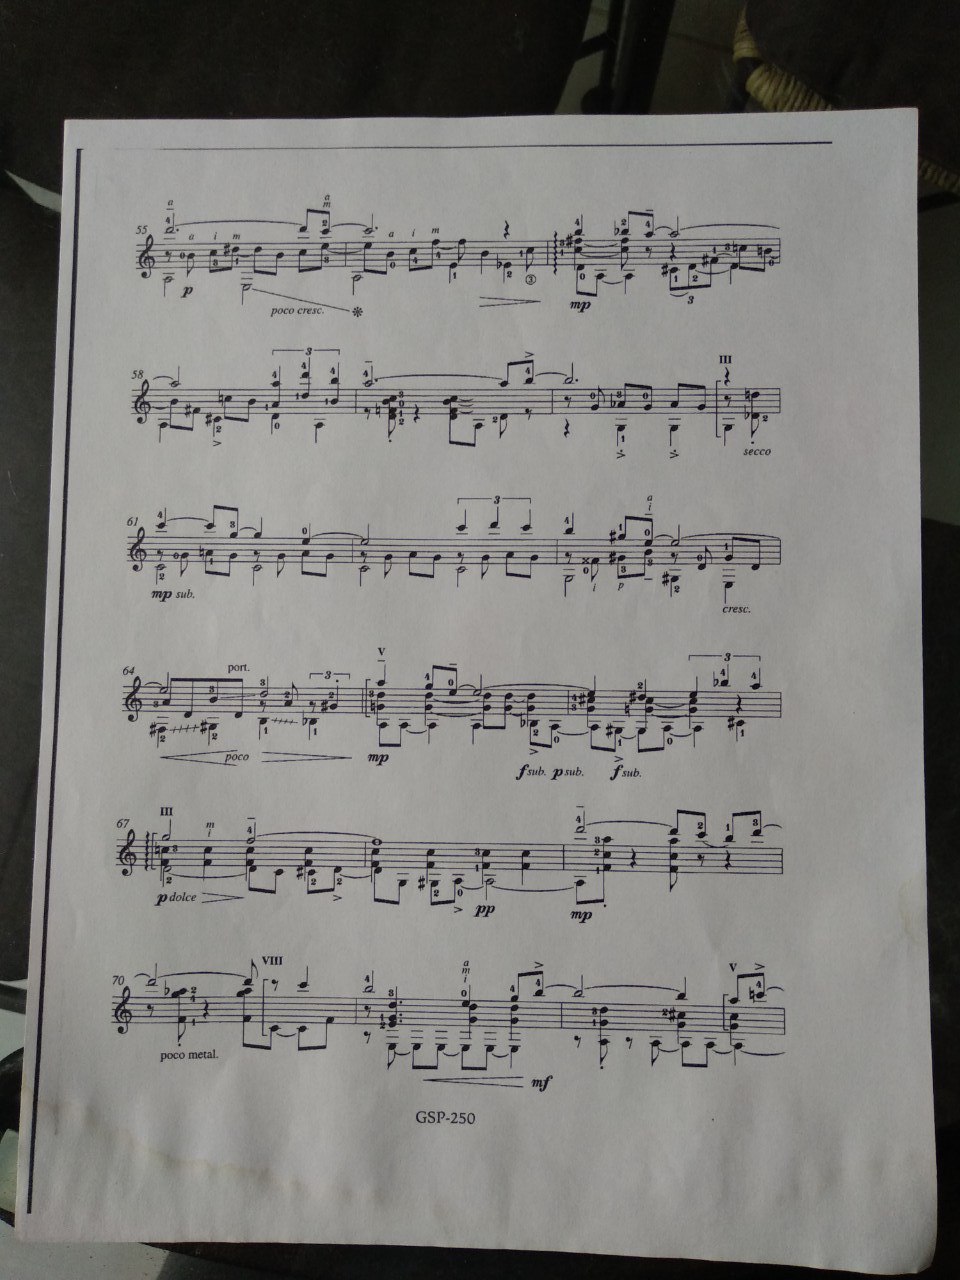 a a m
55 a i m a i m
p poco cresc. ③ mp 3
58 3 III
secco
61 3 a i
mp sub. i p cresc.
64 port. 3 V 3
poco mp f sub. p sub. f sub.
67 III m i
p dolce pp mp
70 VIII a m i V
poco metal. mf
GSP-250